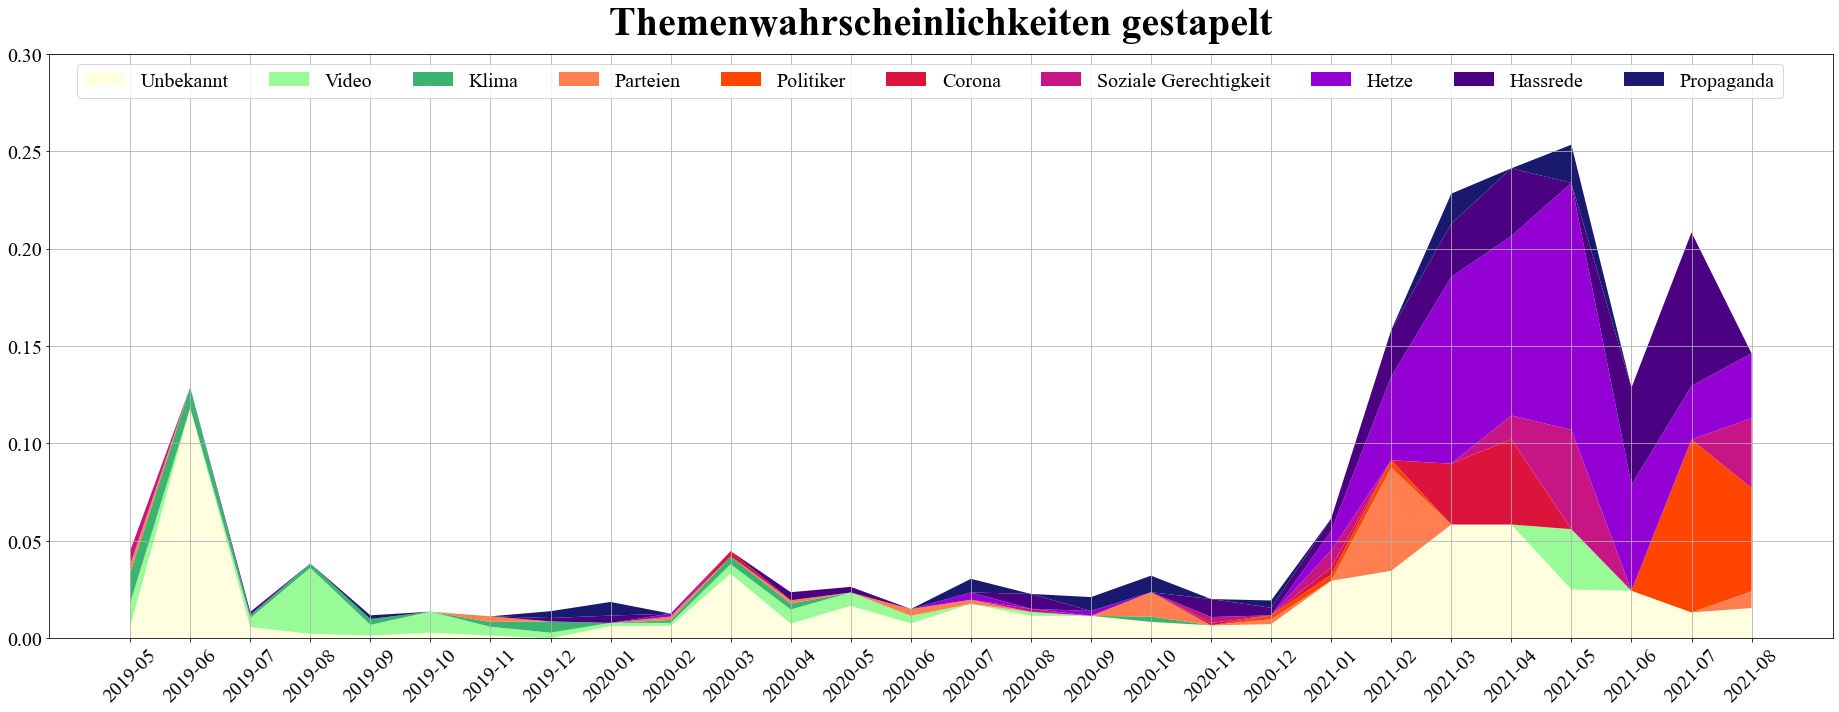 Themenwahrscheinlichkeiten gestapelt
0.30
Unbekannt Video Klima Parteien Politiker Corona Soziale Gerechtigkeit Hetze Hassrede Propaganda
0.25
0.20
0.15
0.10
0.05
0.00
2019-05 2019-06 2019-07 2019-08 2019-09 2019-10 2019-11 2019-12 2020-01 2020-02 2020-03 2020-04 2020-05 2020-06 2020-07 2020-08 2020-09 2020-10 2020-11 2020-12 2021-01 2021-02 2021-03 2021-04 2021-05 2021-06 2021-07 2021-08